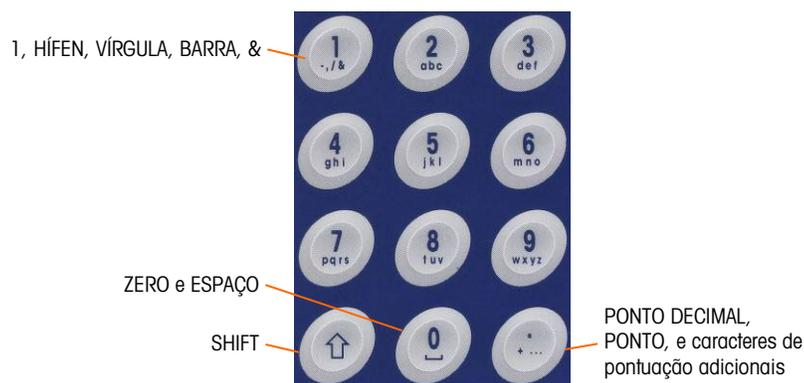 1, HÍFEN, VÍRGULA, BARRA, &
1 2 3
-,/& abc def
4 5 6
ghi jkl mno
7 8 9
pqrs tuv wxyz
ZERO e ESPAÇO
SHIFT
0 .
+ ...
PONTO DECIMAL,
PONTO, e caracteres de
pontuação adicionais